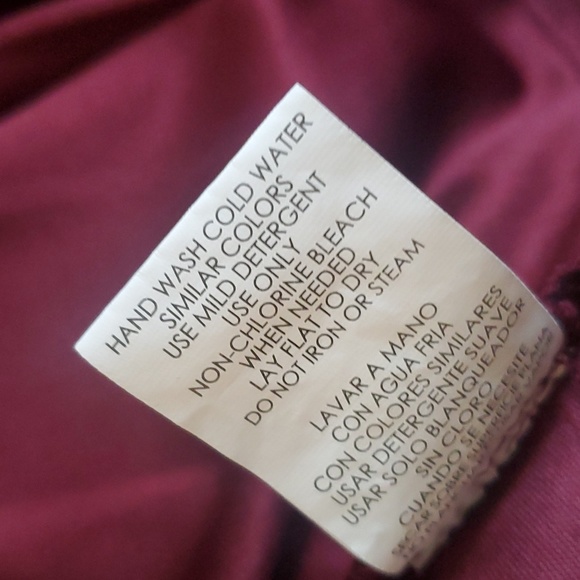 HAND WASH COLD WATER
SIMILAR COLORS
USE MILD DETERGENT
USE ONLY
NON-CHLORINE BLEACH
WHEN NEEDED
LAY FLAT TO DRY
DO NOT IRON OR STEAM
LAVAR A MANO
CON AGUA FRIA
CON COLORES SIMILARES
USAR DETERGENTE SUAVE
USAR SOLO BLANQUEADOR
SIN CLORO
CUANDO SE NECESITE